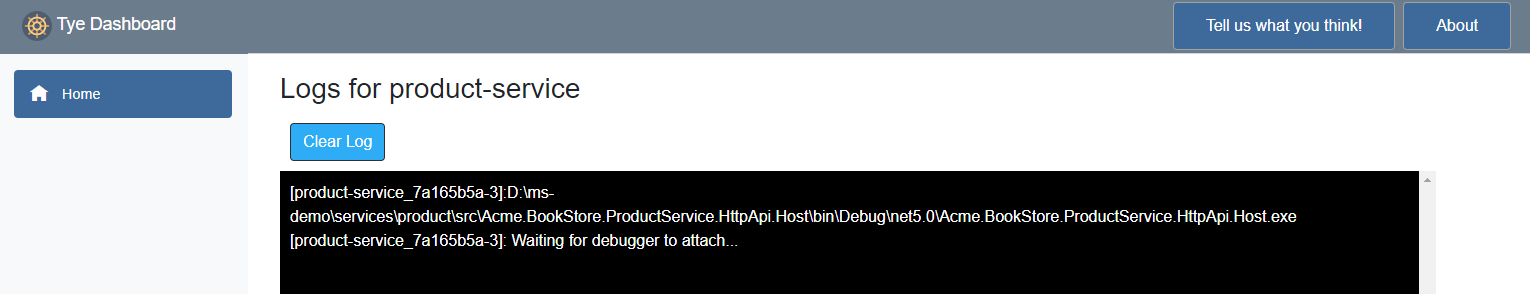 Tye Dashboard
Tell us what you think!
About
Home
Logs for product-service
Clear Log
[product-service_7a165b5a-3]:D:\ms-
demo\services\product\src\Acme.BookStore.ProductService.HttpApi.Host\bin\Debug\net5.0\Acme.BookStore.ProductService.HttpApi.Host.exe
[product-service_7a165b5a-3]: Waiting for debugger to attach...